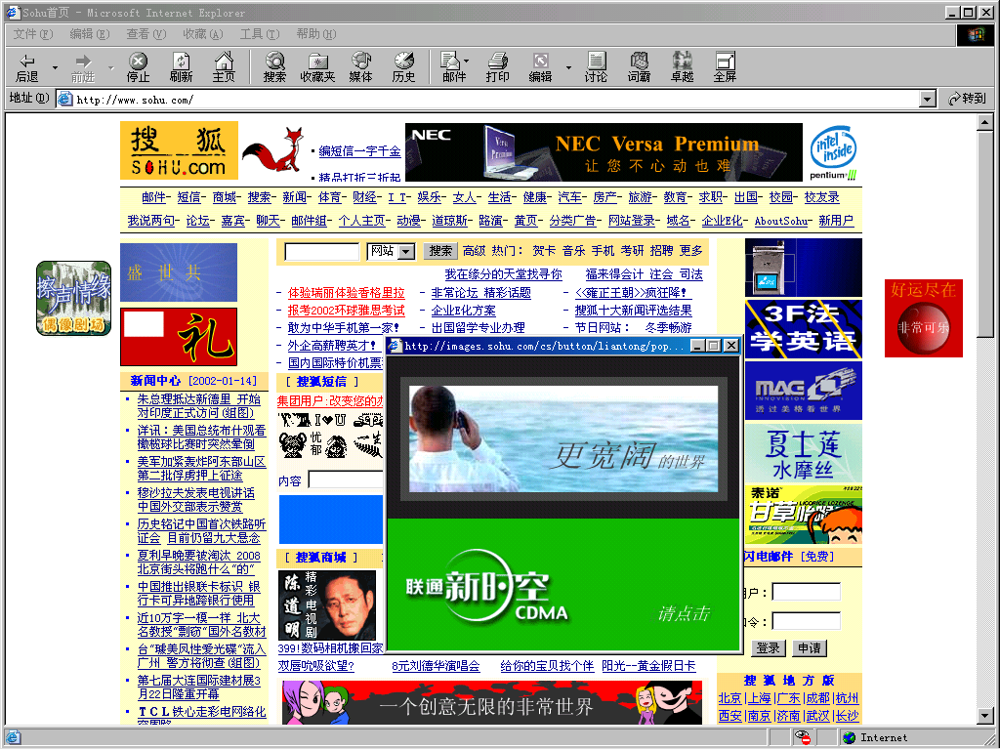 Sohu首页 - Microsoft Internet Explorer
文件(F) 编辑(E) 查看(V) 收藏(A) 工具(T) 帮助(H)
后退 前进 停止 刷新 主页 搜索 收藏夹 媒体 历史 邮件 打印 编辑 讨论 词霸 卓越 全屏
地址(D) http://www.sohu.com/ 转到
搜 狐
SOHU.com
编短信一字千金
精品打折三折起
NEC
NEC Versa Premium
让您不心动也难
intel inside
pentium
邮件- 短信- 商城- 搜索- 新闻- 体育- 财经- I T- 娱乐- 女人- 生活- 健康- 汽车- 房产- 旅游- 教育- 求职- 出国- 校园- 校友录
我说两句- 论坛- 嘉宾- 聊天- 邮件组- 个人主页- 动漫- 道琼斯- 路演- 黄页- 分类广告- 网站登录- 域名- 企业E化- AboutSohu- 新用户
擦声情缘
偶像剧场
盛世共
礼
网站 搜索 高级 热门: 贺卡 音乐 手机 考研 招聘 更多
我在缘分的天堂找寻你 福来得会计 注会 司法
- 体验瑞丽体验香格里拉 - 非常论坛 精彩话题 - <<雍正王朝>>疯狂降!
- 报考2002环球雅思考试 - 企业E化方案 - 搜狐十大新闻评选结果
- 敢为中华手机第一家! - 出国留学专业办理 - 节日网站: 冬季畅游
- 外企高薪聘英才!
- 国内国际特价机票
新闻中心 [2002-01-14]
朱总理抵达新德里 开始对印度正式访问(组图)
详讯:美国总统布什观看橄榄球比赛时突然晕倒
美军加紧轰炸阿东部山区 第二批俘虏押上征途
穆沙拉夫发表电视讲话 中国外交部表示赞赏
历史铭记中国首次铁路听证会 目前仍留九大悬念
夏利早晚要被淘汰 2008北京街头将跑什么"的"
中国推出银联卡标识 银行卡可异地跨银行使用
近10万字一模一样 北大名教授"剽窃"国外名教材
台"璩美凤性爱光碟"流入广州 警方将彻查(组图)
第七届大连国际建材展3月22日隆重开幕
TCL铁心走彩电网络化
[ 搜狐短信 ]
集团用户:改变您的办
忧郁
内容
[ 搜狐商城 ]
陈道明
精彩电视剧
399!数码相机搬回家
双唇吮吸欲望? 8元刘德华演唱会 给你的宝贝找个伴 阳光--黄金假日卡
一个创意无限的非常世界
http://images.sohu.com/cs/button/liantong/pop...
更宽阔的世界
联通新时空
CDMA
请点击
3F法
学英语
MAG
INNOVISION
透过美格看世界
夏士莲
水摩丝
泰诺
LICORICE LOZENGE
甘草怡嗓
闪电邮件 [免费]
户:
令:
登录 申请
搜 狐 地 方 版
北京|上海|广东|成都|杭州
西安|南京|济南|武汉|长沙
好运尽在
非常可乐
Internet